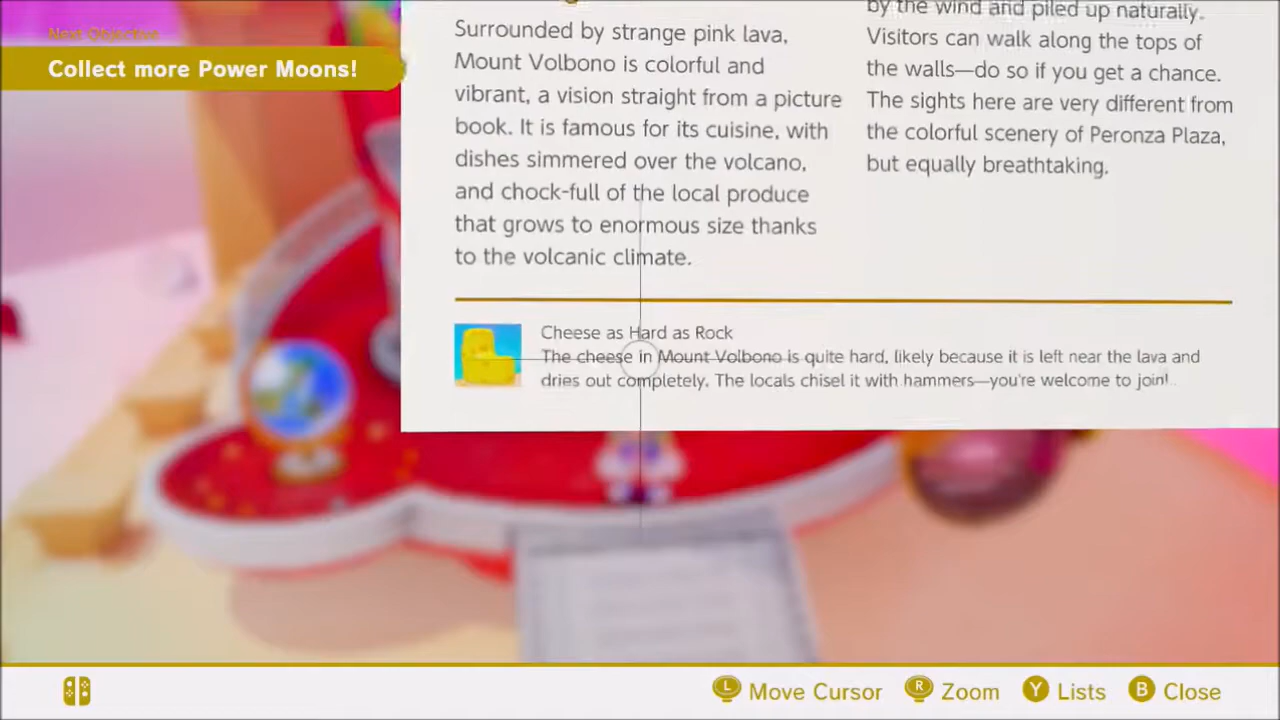 Next Objective
Collect more Power Moons!
Surrounded by strange pink lava,
Mount Volbono is colorful and
vibrant, a vision straight from a picture
book. It is famous for its cuisine, with
dishes simmered over the volcano,
and chock-full of the local produce
that grows to enormous size thanks
to the volcanic climate.
by the wind and piled up naturally.
Visitors can walk along the tops of
the walls—do so if you get a chance.
The sights here are very different from
the colorful scenery of Peronza Plaza,
but equally breathtaking.
Cheese as Hard as Rock
The cheese in Mount Volbono is quite hard, likely because it is left near the lava and
dries out completely. The locals chisel it with hammers—you're welcome to join!
L Move Cursor R Zoom Y Lists B Close